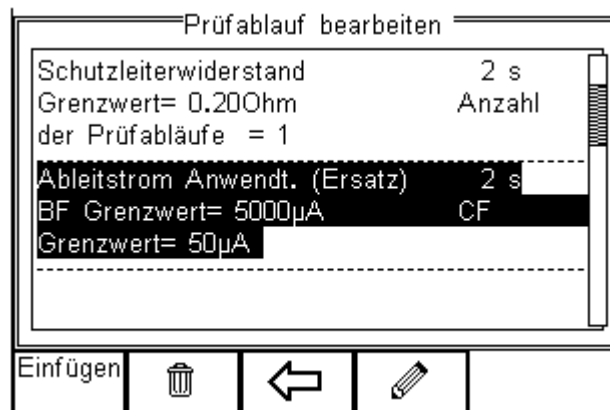 Prüfablauf bearbeiten
Schutzleiterwiderstand 2 s
Grenzwert= 0.20Ohm Anzahl
der Prüfabläufe = 1
Ableitstrom Anwendt. (Ersatz) 2 s
BF Grenzwert= 5000µA CF
Grenzwert= 50µA
Einfügen